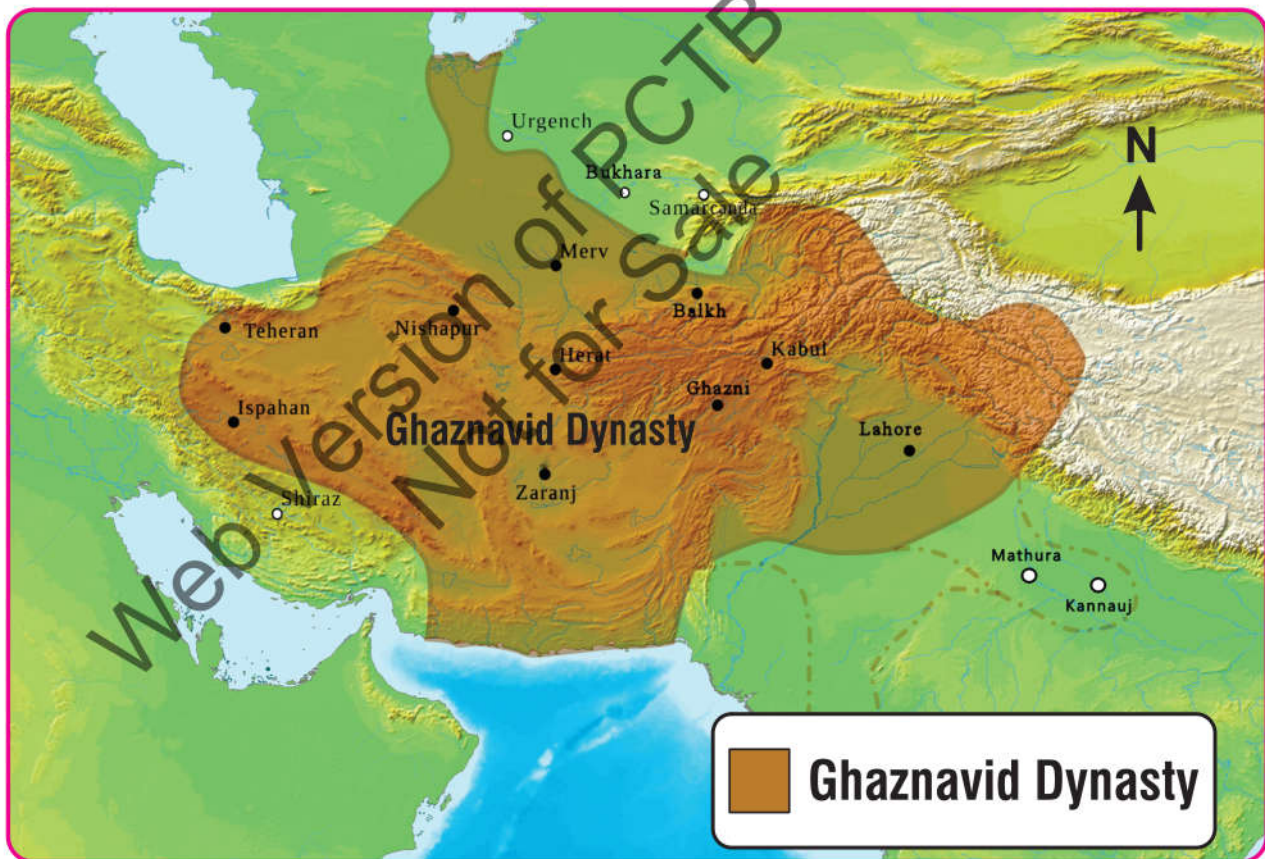 Web Version of PCTB
Not for Sale
Urgench
Bukhara
Samarcanda
N
Merv
Balkh
Teheran
Nishapur
Herat
Kabul
Ghazni
Ispahan
Ghaznavid Dynasty
Lahore
Zaranj
Shiraz
Mathura
Kannauj
Ghaznavid Dynasty